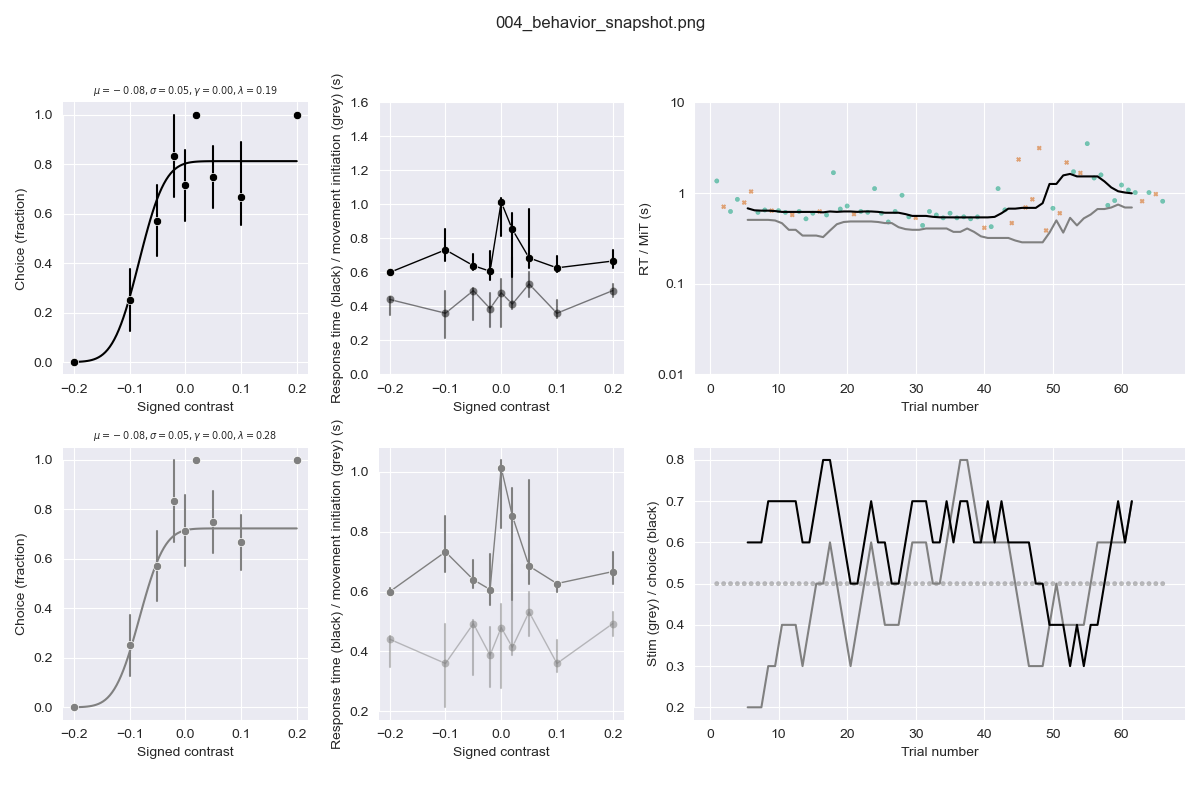 004_behavior_snapshot.png
μ = − 0.08, σ = 0.05, γ = 0.00, λ = 0.19
Choice (fraction)
1.0
0.8
0.6
0.4
0.2
0.0
−0.2 −0.1 0.0 0.1 0.2
Signed contrast
Response time (black) / movement initiation (grey) (s)
1.6
1.4
1.2
1.0
0.8
0.6
0.4
0.2
0.0
−0.2 −0.1 0.0 0.1 0.2
Signed contrast
RT / MiT (s)
10
1
0.1
0.01
0 10 20 30 40 50 60
Trial number
μ = − 0.08, σ = 0.05, γ = 0.00, λ = 0.28
Choice (fraction)
1.0
0.8
0.6
0.4
0.2
0.0
−0.2 −0.1 0.0 0.1 0.2
Signed contrast
Response time (black) / movement initiation (grey) (s)
1.0
0.8
0.6
0.4
0.2
−0.2 −0.1 0.0 0.1 0.2
Signed contrast
Stim (grey) / choice (black)
0.8
0.7
0.6
0.5
0.4
0.3
0.2
0 10 20 30 40 50 60
Trial number